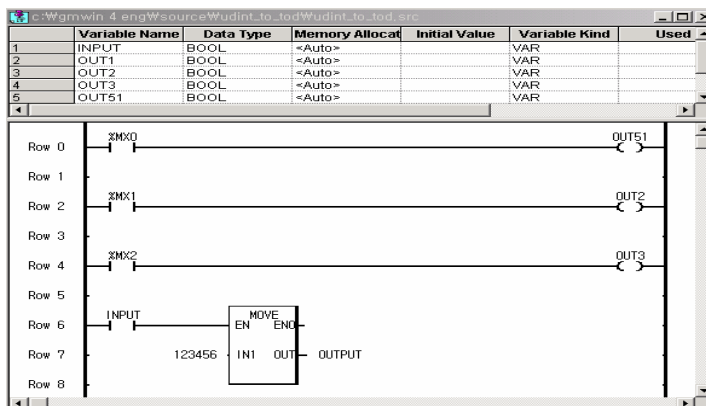 c:₩gmwin 4 eng₩source₩udint_to_tod₩udint_to_tod.src
Variable Name Data Type Memory Allocat Initial Value Variable Kind Used
1 INPUT BOOL <Auto> VAR
2 OUT1 BOOL <Auto> VAR
3 OUT2 BOOL <Auto> VAR
4 OUT3 BOOL <Auto> VAR
5 OUT51 BOOL <Auto> VAR
%MX0 OUT51
Row 0
Row 1
%MX1 OUT2
Row 2
Row 3
%MX2 OUT3
Row 4
Row 5
INPUT MOVE
Row 6 EN ENO
Row 7 123456 IN1 OUT OUTPUT
Row 8